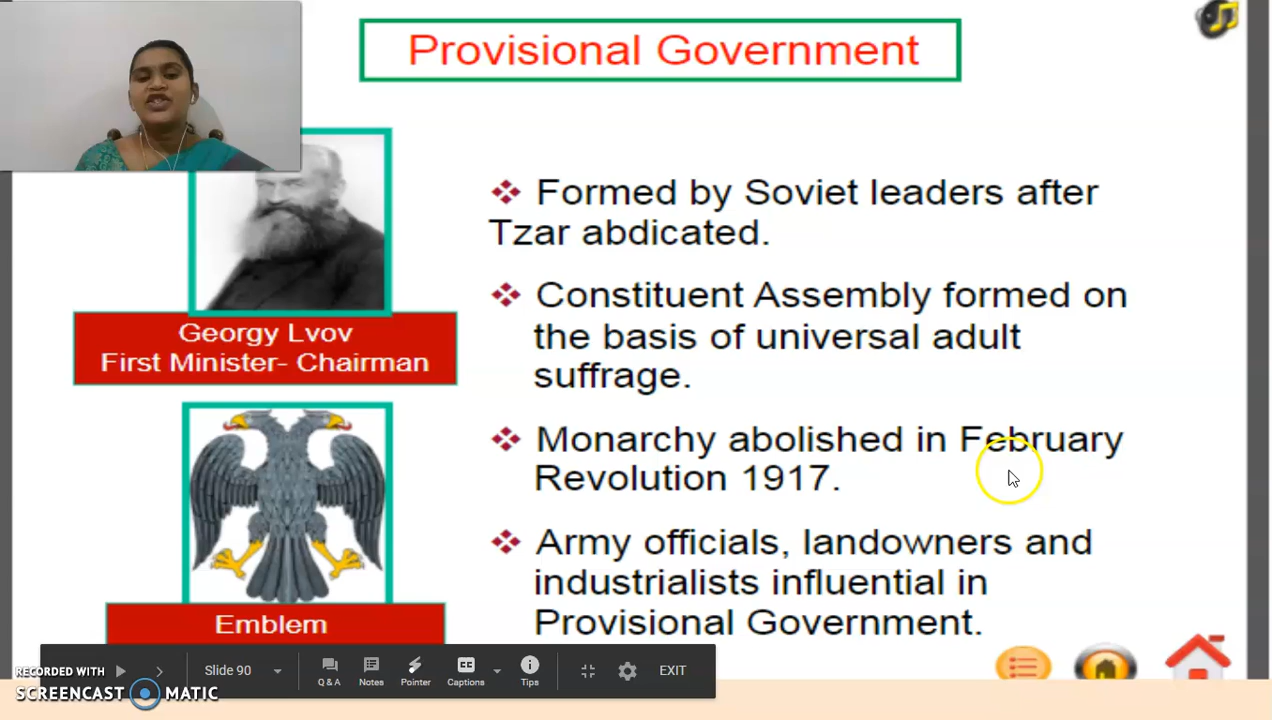 Provisional Government
Formed by Soviet leaders after
Tzar abdicated.
Constituent Assembly formed on
the basis of universal adult
suffrage.
Monarchy abolished in February
Revolution 1917.
Army officials, landowners and
industrialists influential in
Provisional Government.
Georgy Lvov
First Minister- Chairman
Emblem
RECORDED WITH
SCREENCAST MATIC
Slide 90
Q & A
Notes
Pointer
Captions
Tips
EXIT